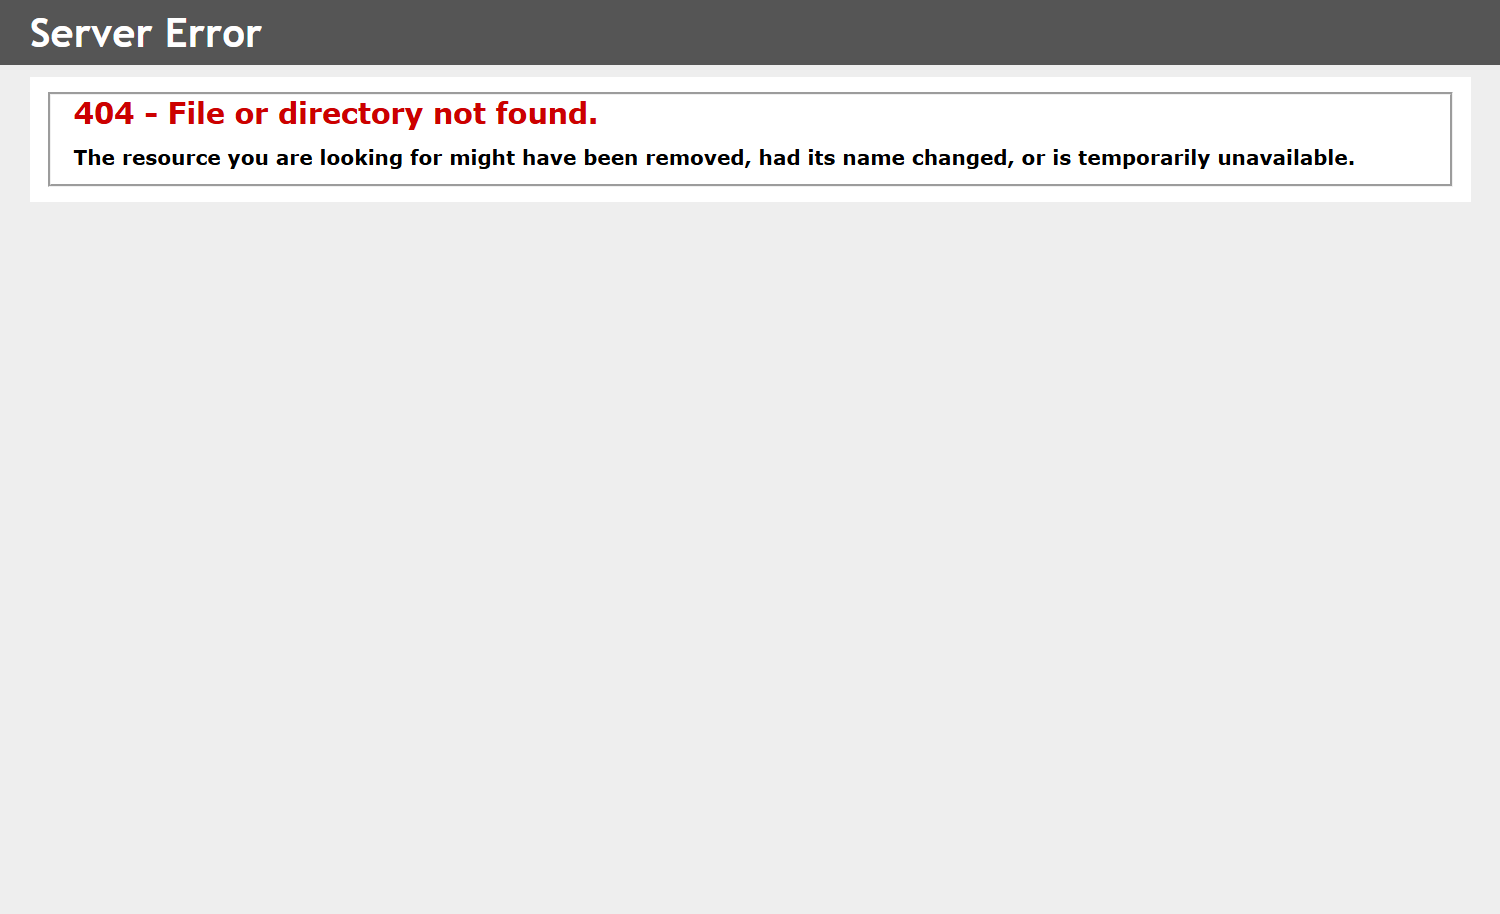 Server Error
404 - File or directory not found.
The resource you are looking for might have been removed, had its name changed, or is temporarily unavailable.